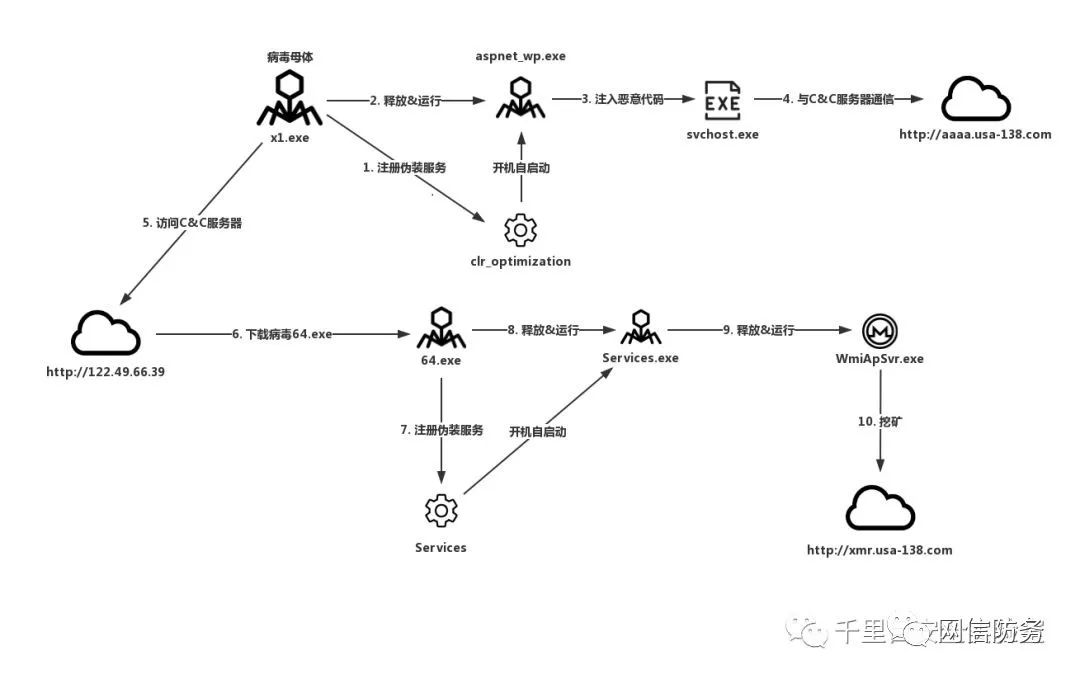 病毒母体
aspnet_wp.exe
2. 释放&运行
3. 注入恶意代码
EXE
4. 与C&C服务器通信
x1.exe
svchost.exe
http://aaaa.usa-138.com
1. 注册伪装服务
开机自启动
5. 访问C&C服务器
clr_optimization
6. 下载病毒64.exe
8. 释放&运行
9. 释放&运行
64.exe
Services.exe
WmiApSvr.exe
http://122.49.66.39
7. 注册伪装服务
开机自启动
10. 挖矿
Services
http://xmr.usa-138.com
千里
网信防务